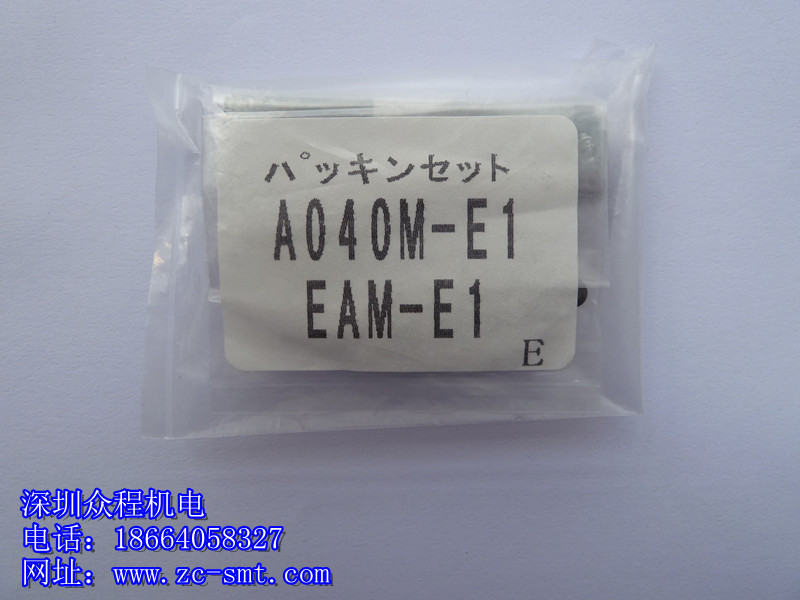 パッキンセット
A040M-E1
EAM-E1
E
深圳众程机电
电话：18664058327
网址：www.zc-smt.com